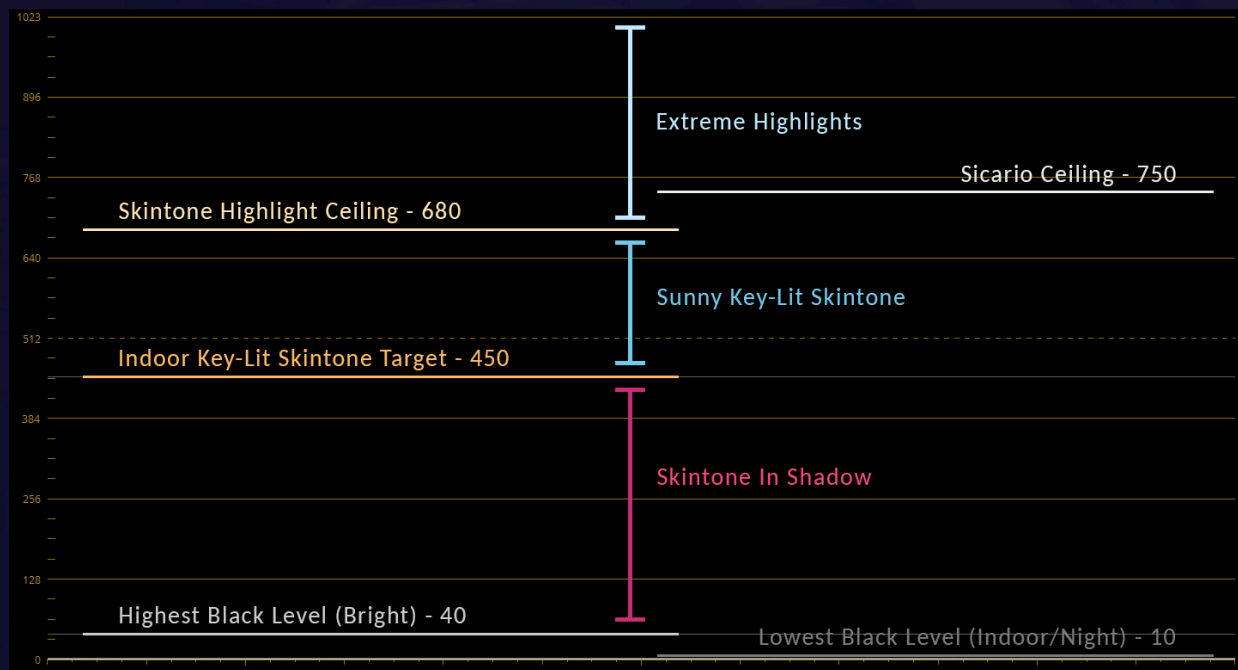 1023
896
Extreme Highlights
768
Sicario Ceiling - 750
Skintone Highlight Ceiling - 680
640
Sunny Key-Lit Skintone
512
Indoor Key-Lit Skintone Target - 450
384
Skintone In Shadow
256
128
Highest Black Level (Bright) - 40
Lowest Black Level (Indoor/Night) - 10
0